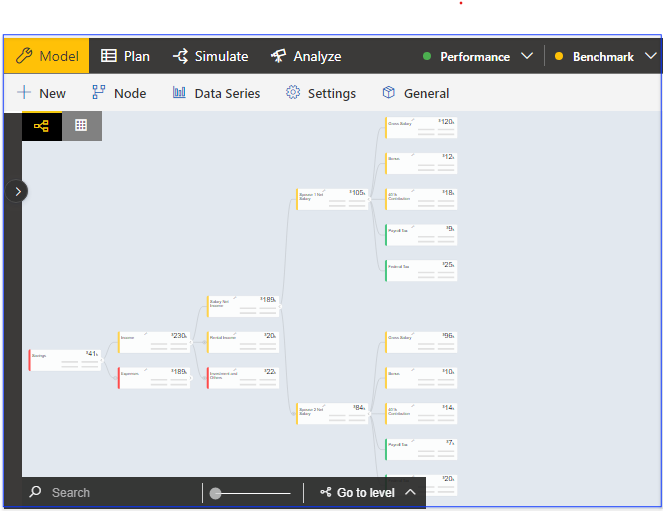 Model Plan Simulate Analyze Performance Benchmark
New Node Data Series Settings General
Gross Salary $120k
Bonus $12k
Spouse 1 Net Salary $105k
401k Contribution $18k
Payroll Tax $9k
Federal Tax $25k
Salary Net Income $189k
Income $230k
Rental Income $20k
Gross Salary $96k
Savings $41k
Expenses $189k
Investment and Others $22k
Bonus $10k
Spouse 2 Net Salary $84k
401k Contribution $14k
Payroll Tax $7k
$20k
Search Go to level